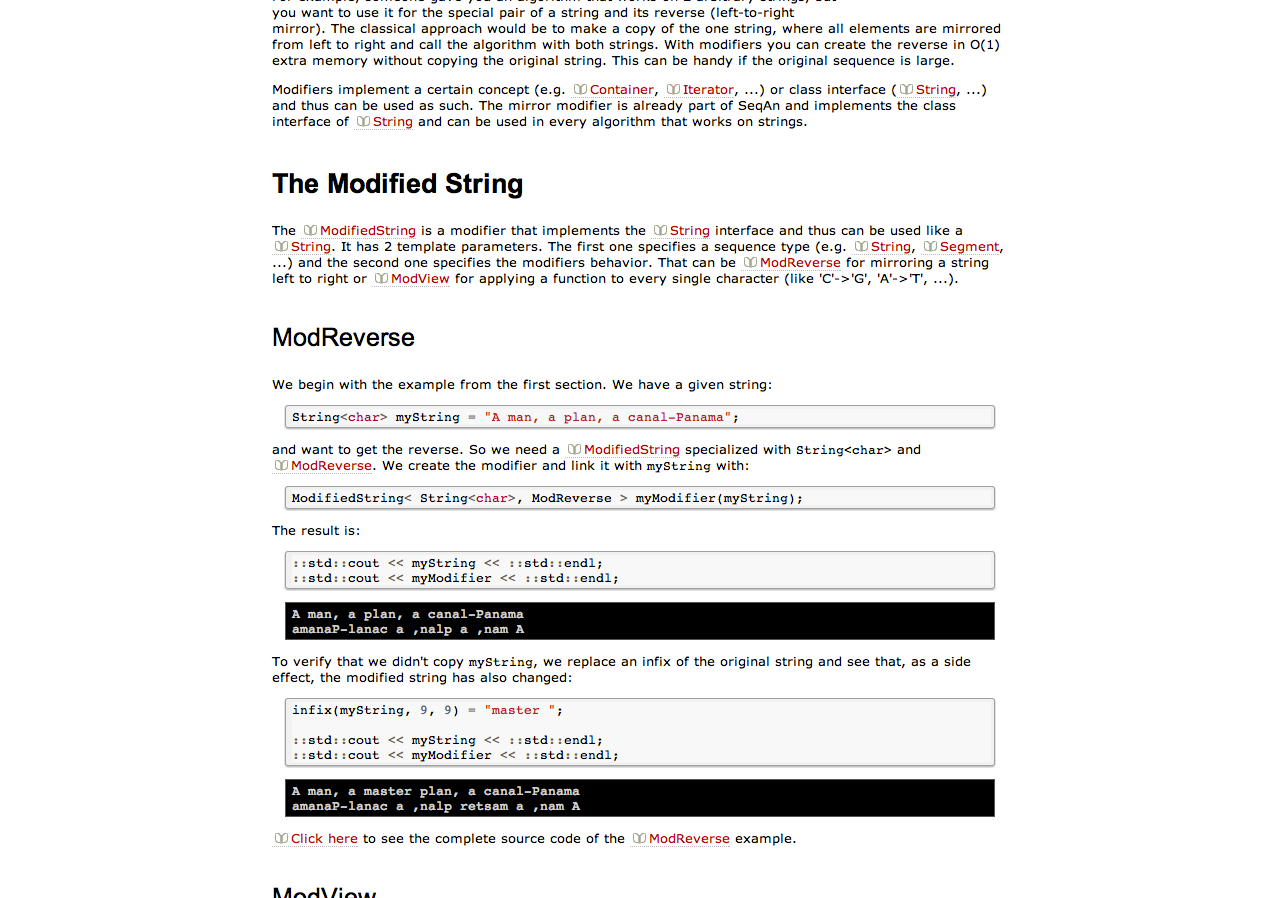 you want to use it for the special pair of a string and its reverse (left-to-right
mirror). The classical approach would be to make a copy of the one string, where all elements are mirrored
from left to right and call the algorithm with both strings. With modifiers you can create the reverse in O(1)
extra memory without copying the original string. This can be handy if the original sequence is large.
Modifiers implement a certain concept (e.g. Container, Iterator, ...) or class interface (String, ...)
and thus can be used as such. The mirror modifier is already part of SeqAn and implements the class
interface of String and can be used in every algorithm that works on strings.
The Modified String
The ModifiedString is a modifier that implements the String interface and thus can be used like a
String. It has 2 template parameters. The first one specifies a sequence type (e.g. String, Segment,
...) and the second one specifies the modifiers behavior. That can be ModReverse for mirroring a string
left to right or ModView for applying a function to every single character (like 'C'->'G', 'A'->'T', ...).
ModReverse
We begin with the example from the first section. We have a given string:
String<char> myString = "A man, a plan, a canal-Panama";
and want to get the reverse. So we need a ModifiedString specialized with String<char> and
ModReverse. We create the modifier and link it with myString with:
ModifiedString< String<char>, ModReverse > myModifier(myString);
The result is:
::std::cout << myString << ::std::endl;
::std::cout << myModifier << ::std::endl;
A man, a plan, a canal-Panama
amanaP-lanac a ,nalp a ,nam A
To verify that we didn't copy myString, we replace an infix of the original string and see that, as a side
effect, the modified string has also changed:
infix(myString, 9, 9) = "master ";
::std::cout << myString << ::std::endl;
::std::cout << myModifier << ::std::endl;
A man, a master plan, a canal-Panama
amanaP-lanac a ,nalp retsam a ,nam A
Click here to see the complete source code of the ModReverse example.
ModView